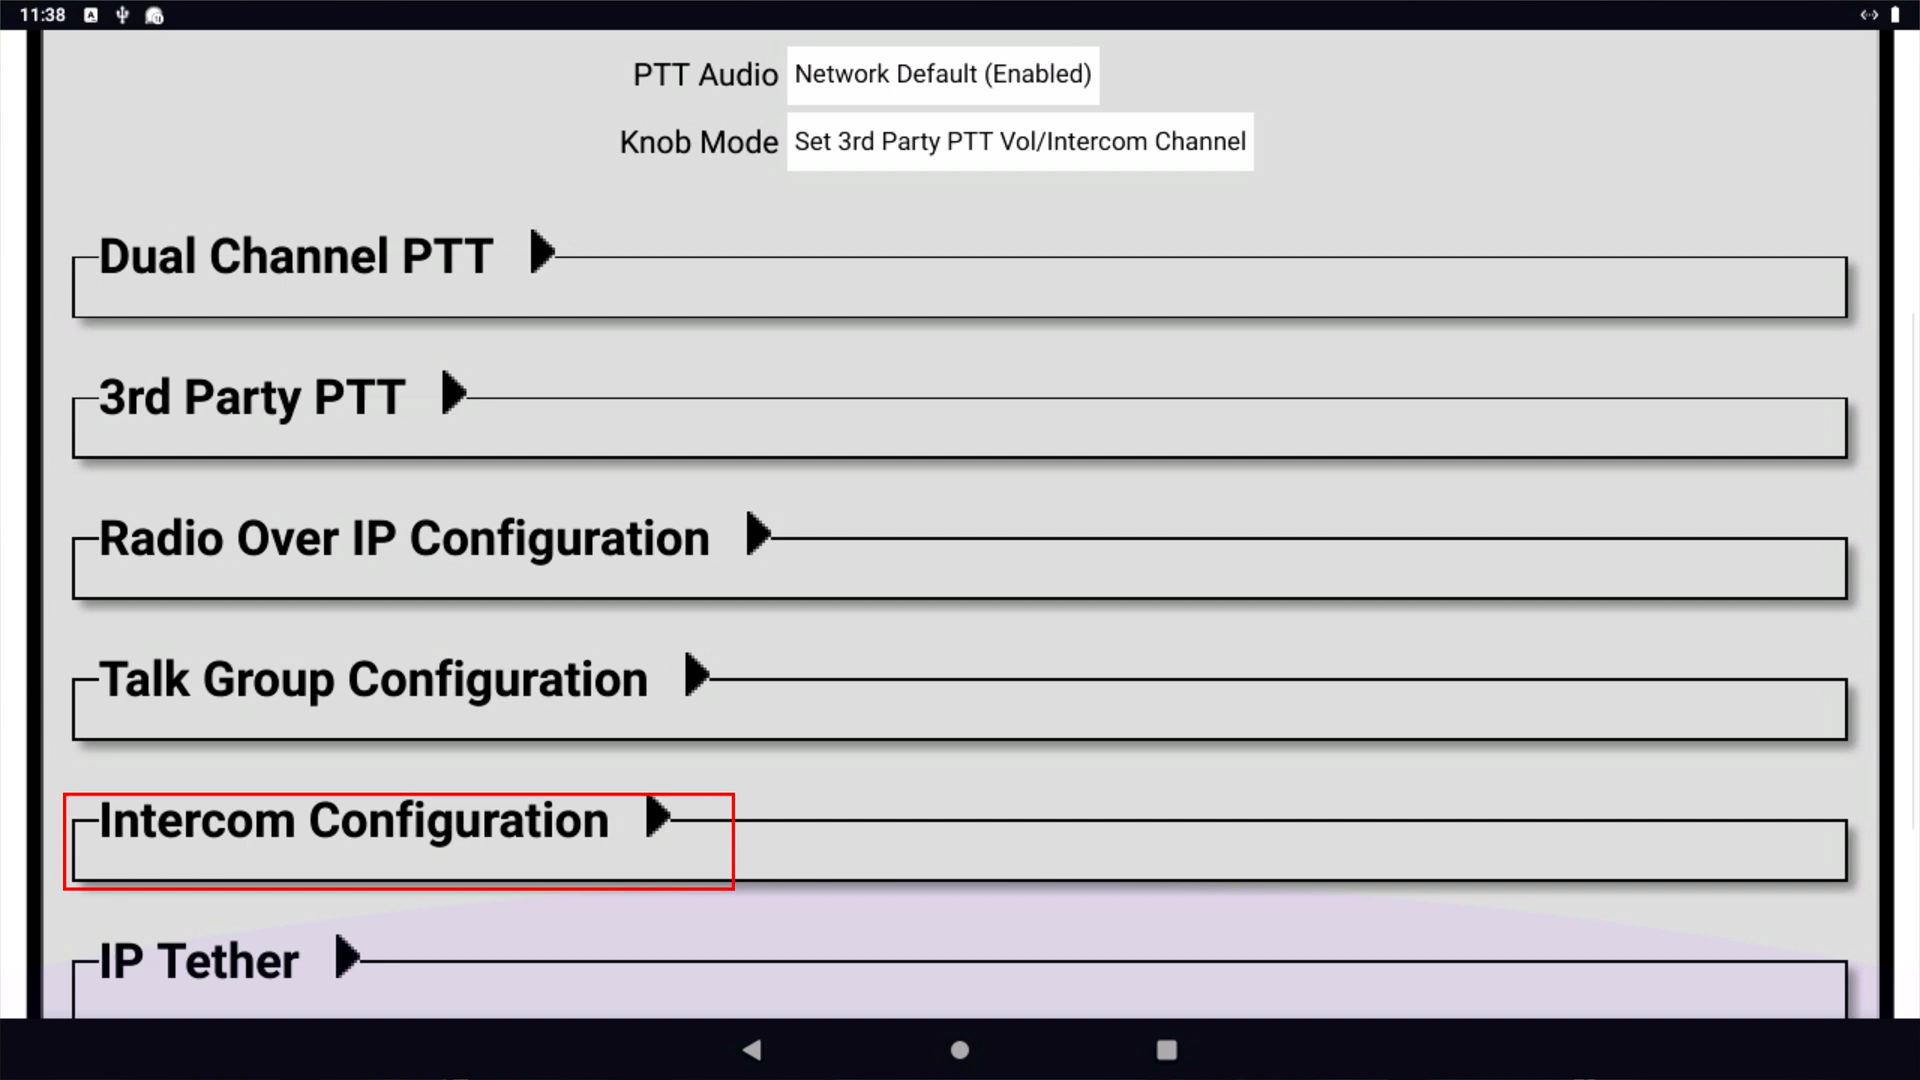 11:38
PTT Audio Network Default (Enabled)
Knob Mode Set 3rd Party PTT Vol/Intercom Channel
Dual Channel PTT
3rd Party PTT
Radio Over IP Configuration
Talk Group Configuration
Intercom Configuration
IP Tether